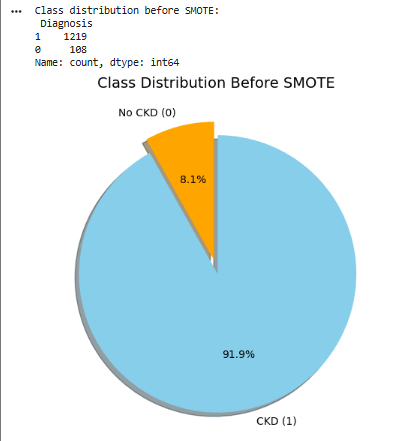 ••• Class distribution before SMOTE:
Diagnosis
1    1219
0     108
Name: count, dtype: int64
Class Distribution Before SMOTE
No CKD (0)
8.1%
91.9%
CKD (1)